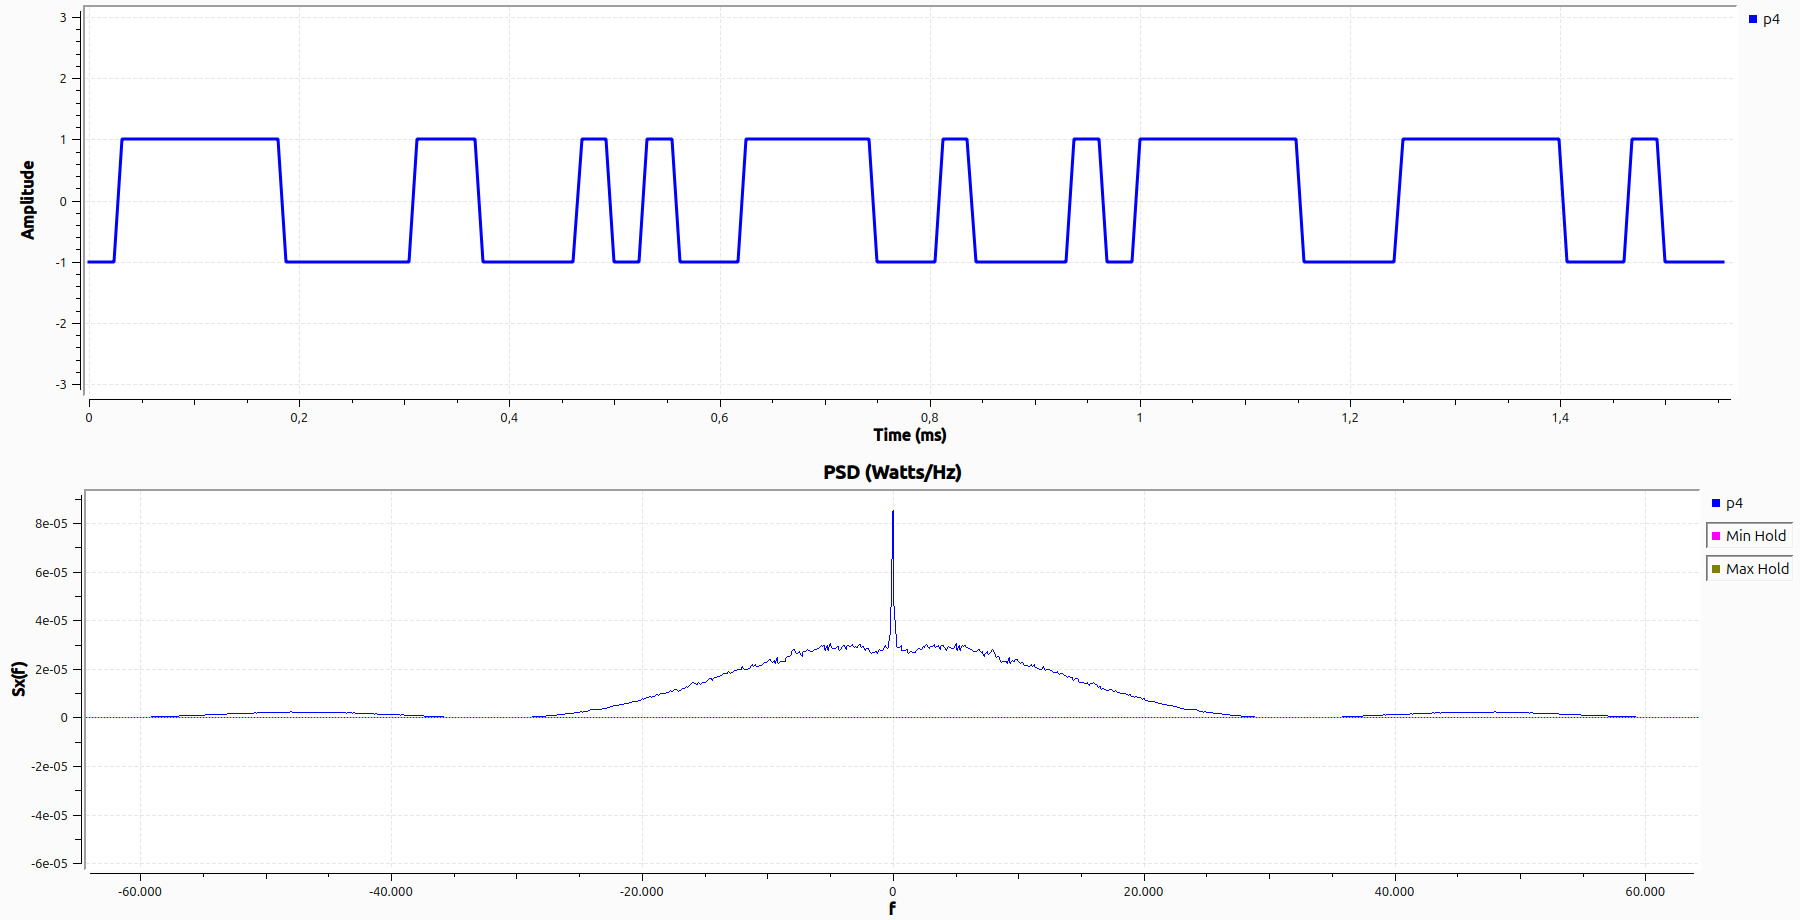 3
2
1
0
-1
-2
-3
Amplitude
0
0,2
0,4
0,6
0,8
1
1,2
1,4
Time (ms)
p4
PSD (Watts/Hz)
8e-05
6e-05
4e-05
2e-05
0
-2e-05
-4e-05
-6e-05
Sx(f)
-60.000
-40.000
-20.000
0
20.000
40.000
60.000
f
p4
Min Hold
Max Hold